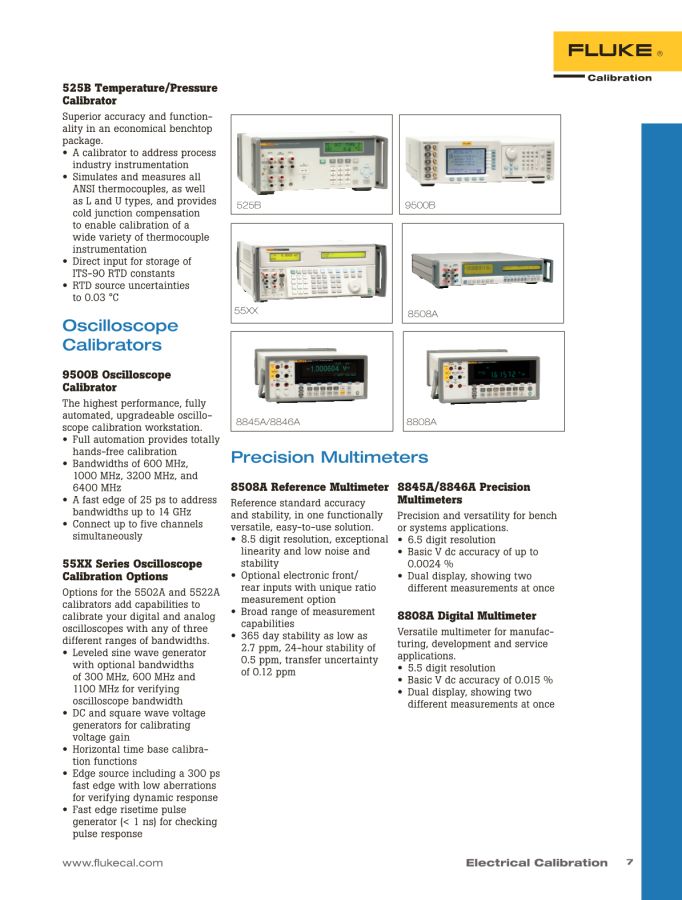 FLUKE ®
Calibration
525B Temperature/Pressure
Calibrator
Superior accuracy and function-
ality in an economical benchtop
package.
• A calibrator to address process
industry instrumentation
• Simulates and measures all
ANSI thermocouples, as well
as L and U types, and provides
cold junction compensation
to enable calibration of a
wide variety of thermocouple
instrumentation
• Direct input for storage of
ITS-90 RTD constants
• RTD source uncertainties
to 0.03 °C
Oscilloscope
Calibrators
9500B Oscilloscope
Calibrator
The highest performance, fully
automated, upgradeable oscillo-
scope calibration workstation.
• Full automation provides totally
hands-free calibration
• Bandwidths of 600 MHz,
1000 MHz, 3200 MHz, and
6400 MHz
• A fast edge of 25 ps to address
bandwidths up to 14 GHz
• Connect up to five channels
simultaneously
55XX Series Oscilloscope
Calibration Options
Options for the 5502A and 5522A
calibrators add capabilities to
calibrate your digital and analog
oscilloscopes with any of three
different ranges of bandwidths.
• Leveled sine wave generator
with optional bandwidths
of 300 MHz, 600 MHz and
1100 MHz for verifying
oscilloscope bandwidth
• DC and square wave voltage
generators for calibrating
voltage gain
• Horizontal time base calibra-
tion functions
• Edge source including a 300 ps
fast edge with low aberrations
for verifying dynamic response
• Fast edge risetime pulse
generator (< 1 ns) for checking
pulse response
525B
9500B
55XX
8508A
-1.000604 V
8845A/8846A
8808A
Precision Multimeters
8508A Reference Multimeter
Reference standard accuracy
and stability, in one functionally
versatile, easy-to-use solution.
• 8.5 digit resolution, exceptional
linearity and low noise and
stability
• Optional electronic front/
rear inputs with unique ratio
measurement option
• Broad range of measurement
capabilities
• 365 day stability as low as
2.7 ppm, 24-hour stability of
0.5 ppm, transfer uncertainty
of 0.12 ppm
8845A/8846A Precision
Multimeters
Precision and versatility for bench
or systems applications.
• 6.5 digit resolution
• Basic V dc accuracy of up to
0.0024 %
• Dual display, showing two
different measurements at once
8808A Digital Multimeter
Versatile multimeter for manufac-
turing, development and service
applications.
• 5.5 digit resolution
• Basic V dc accuracy of 0.015 %
• Dual display, showing two
different measurements at once
www.flukecal.com
Electrical Calibration 7